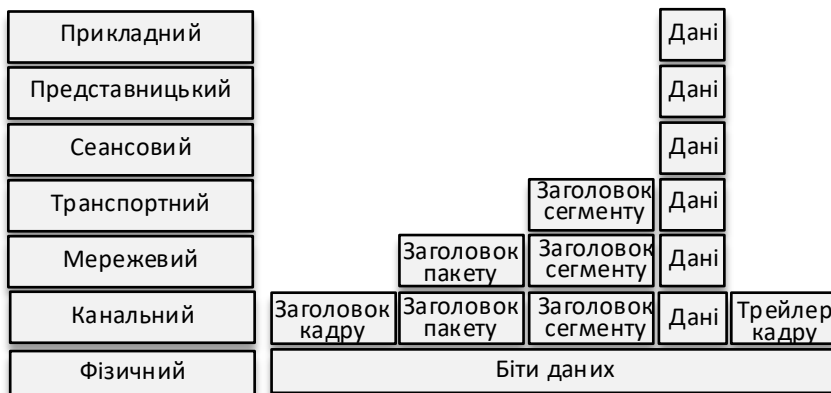 Прикладний Дані
Представницький Дані
Сеансовий Дані
Транспортний Заголовок сегменту Дані
Мережевий Заголовок пакету Заголовок сегменту Дані
Канальний Заголовок кадру Заголовок пакету Заголовок сегменту Дані Трейлер кадру
Фізичний Біти даних